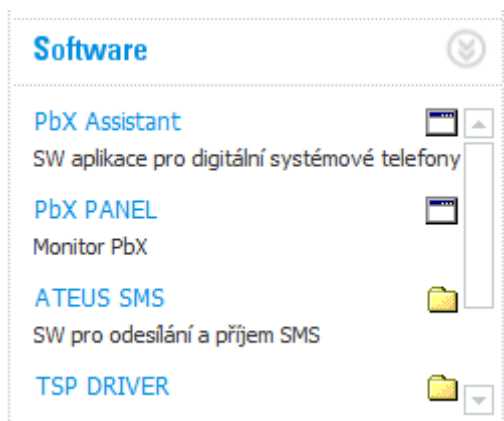 Software
PbX Assistant
SW aplikace pro digitální systémové telefony
PbX PANEL
Monitor PbX
ATEUS SMS
SW pro odesílání a příjem SMS
TSP DRIVER